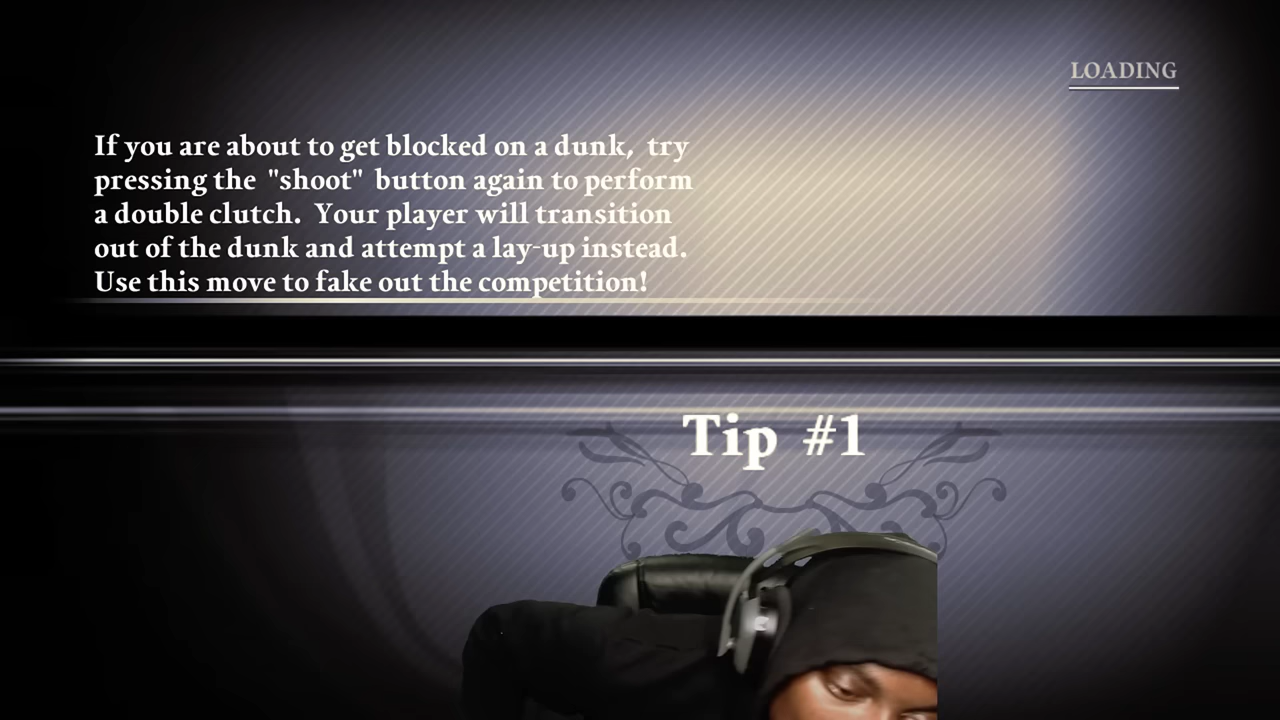 LOADING
If you are about to get blocked on a dunk,  try
pressing the  "shoot"  button again to perform
a double clutch.  Your player will transition
out of the dunk and attempt a lay-up instead.
Use this move to fake out the competition!
Tip #1